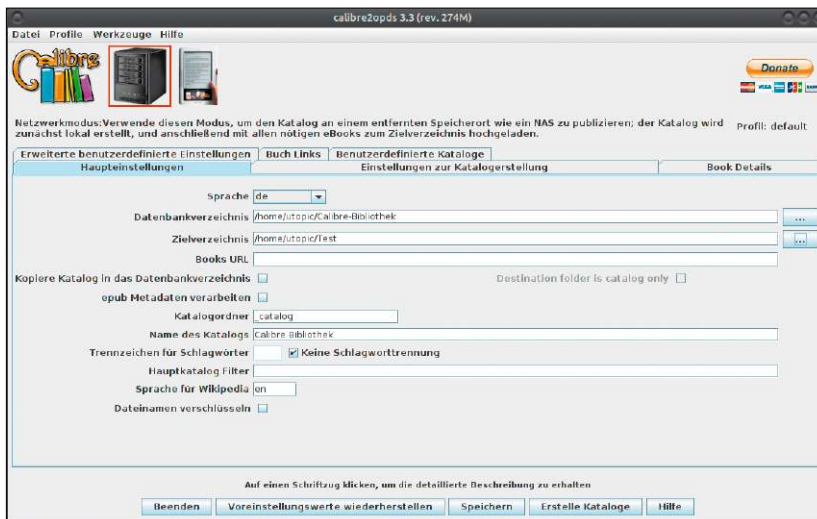 calibre2opds 3.3 (rev. 274M)
Datei Profile Werkzeuge Hilfe
Calibre
Donate
VISA
Netzwerkmodus:Verwende diesen Modus, um den Katalog an einem entfernten Speicherort wie ein NAS zu publizieren; der Katalog wird
zunächst lokal erstellt, und anschließend mit allen nötigen eBooks zum Zielverzeichnis hochgeladen.
Profil: default
Erweiterte benutzerdefinierte Einstellungen Buch Links Benutzerdefinierte Kataloge
Haupteinstellungen Einstellungen zur Katalogerstellung Book Details
Sprache de
Datenbankverzeichnis /home/utopic/Calibre-Bibliothek ...
Zielverzeichnis /home/utopic/Test ...
Books URL
Kopiere Katalog in das Datenbankverzeichnis Destination folder is catalog only
epub Metadaten verarbeiten
Katalogordner _catalog
Name des Katalogs Calibre Bibliothek
Trennzeichen für Schlagwörter Keine Schlagworttrennung
Hauptkatalog Filter
Sprache für Wikipedia en
Dateinamen verschlüsseln
Auf einen Schriftzug klicken, um die detaillierte Beschreibung zu erhalten
Beenden Voreinstellungswerte wiederherstellen Speichern Erstelle Kataloge Hilfe